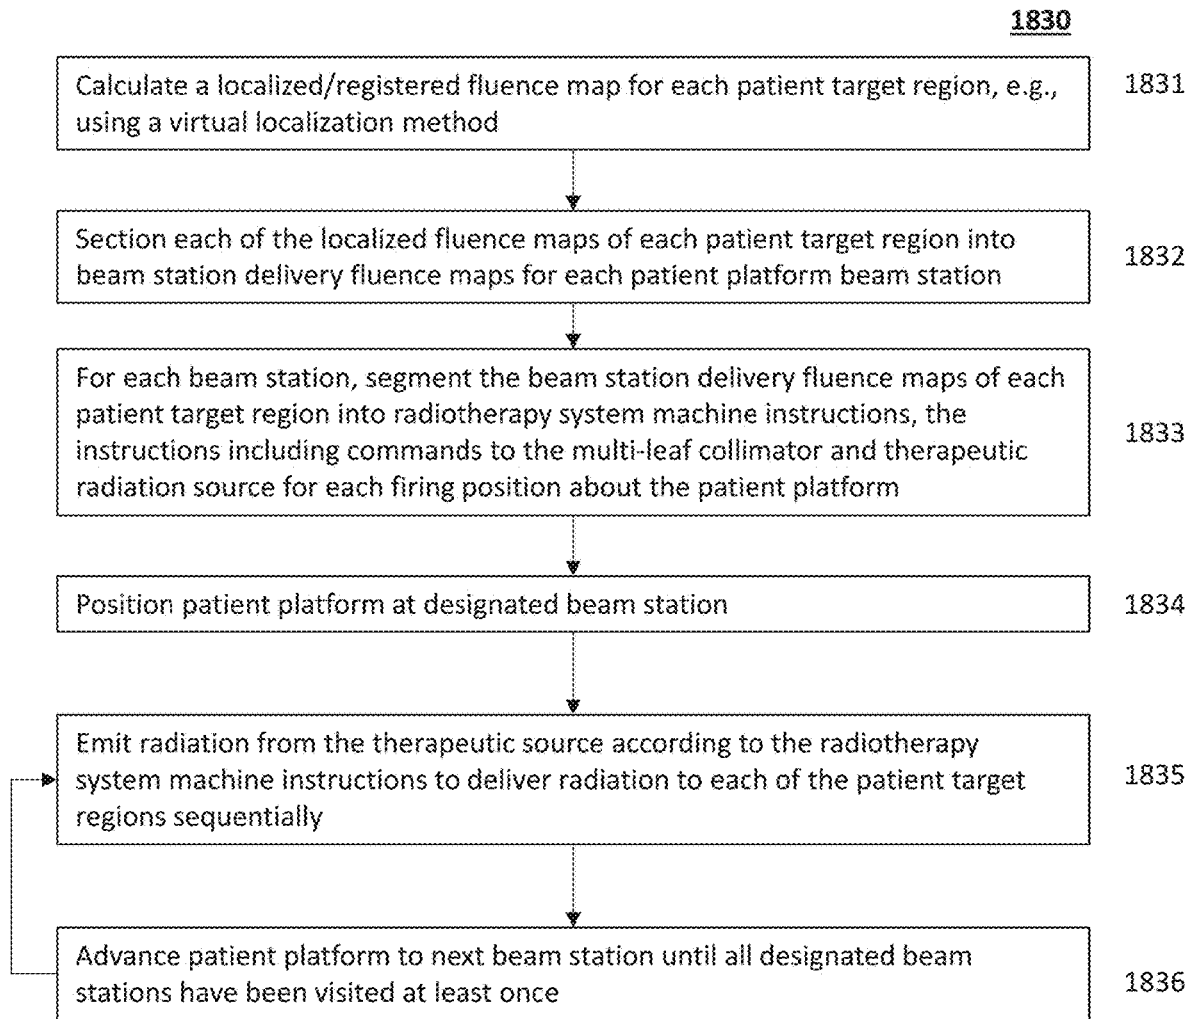 1830
Calculate a localized/registered fluence map for each patient target region, e.g.,
using a virtual localization method
1831
Section each of the localized fluence maps of each patient target region into
beam station delivery fluence maps for each patient platform beam station
1832
For each beam station, segment the beam station delivery fluence maps of each
patient target region into radiotherapy system machine instructions, the
instructions including commands to the multi-leaf collimator and therapeutic
radiation source for each firing position about the patient platform
1833
Position patient platform at designated beam station
1834
Emit radiation from the therapeutic source according to the radiotherapy
system machine instructions to deliver radiation to each of the patient target
regions sequentially
1835
Advance patient platform to next beam station until all designated beam
stations have been visited at least once
1836